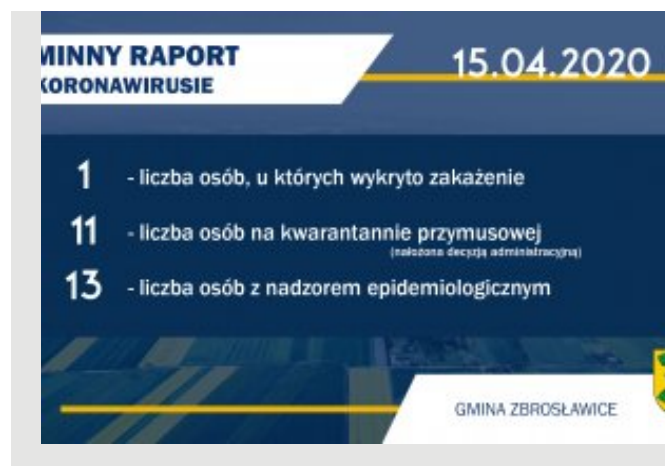 MINNY RAPORT
KORONAWIRUSIE
15.04.2020
1 - liczba osób, u których wykryto zakażenie
11 - liczba osób na kwarantannie przymusowej
(nałożona decyzją administracyjną)
13 - liczba osób z nadzorem epidemiologicznym
GMINA ZBROSŁAWICE